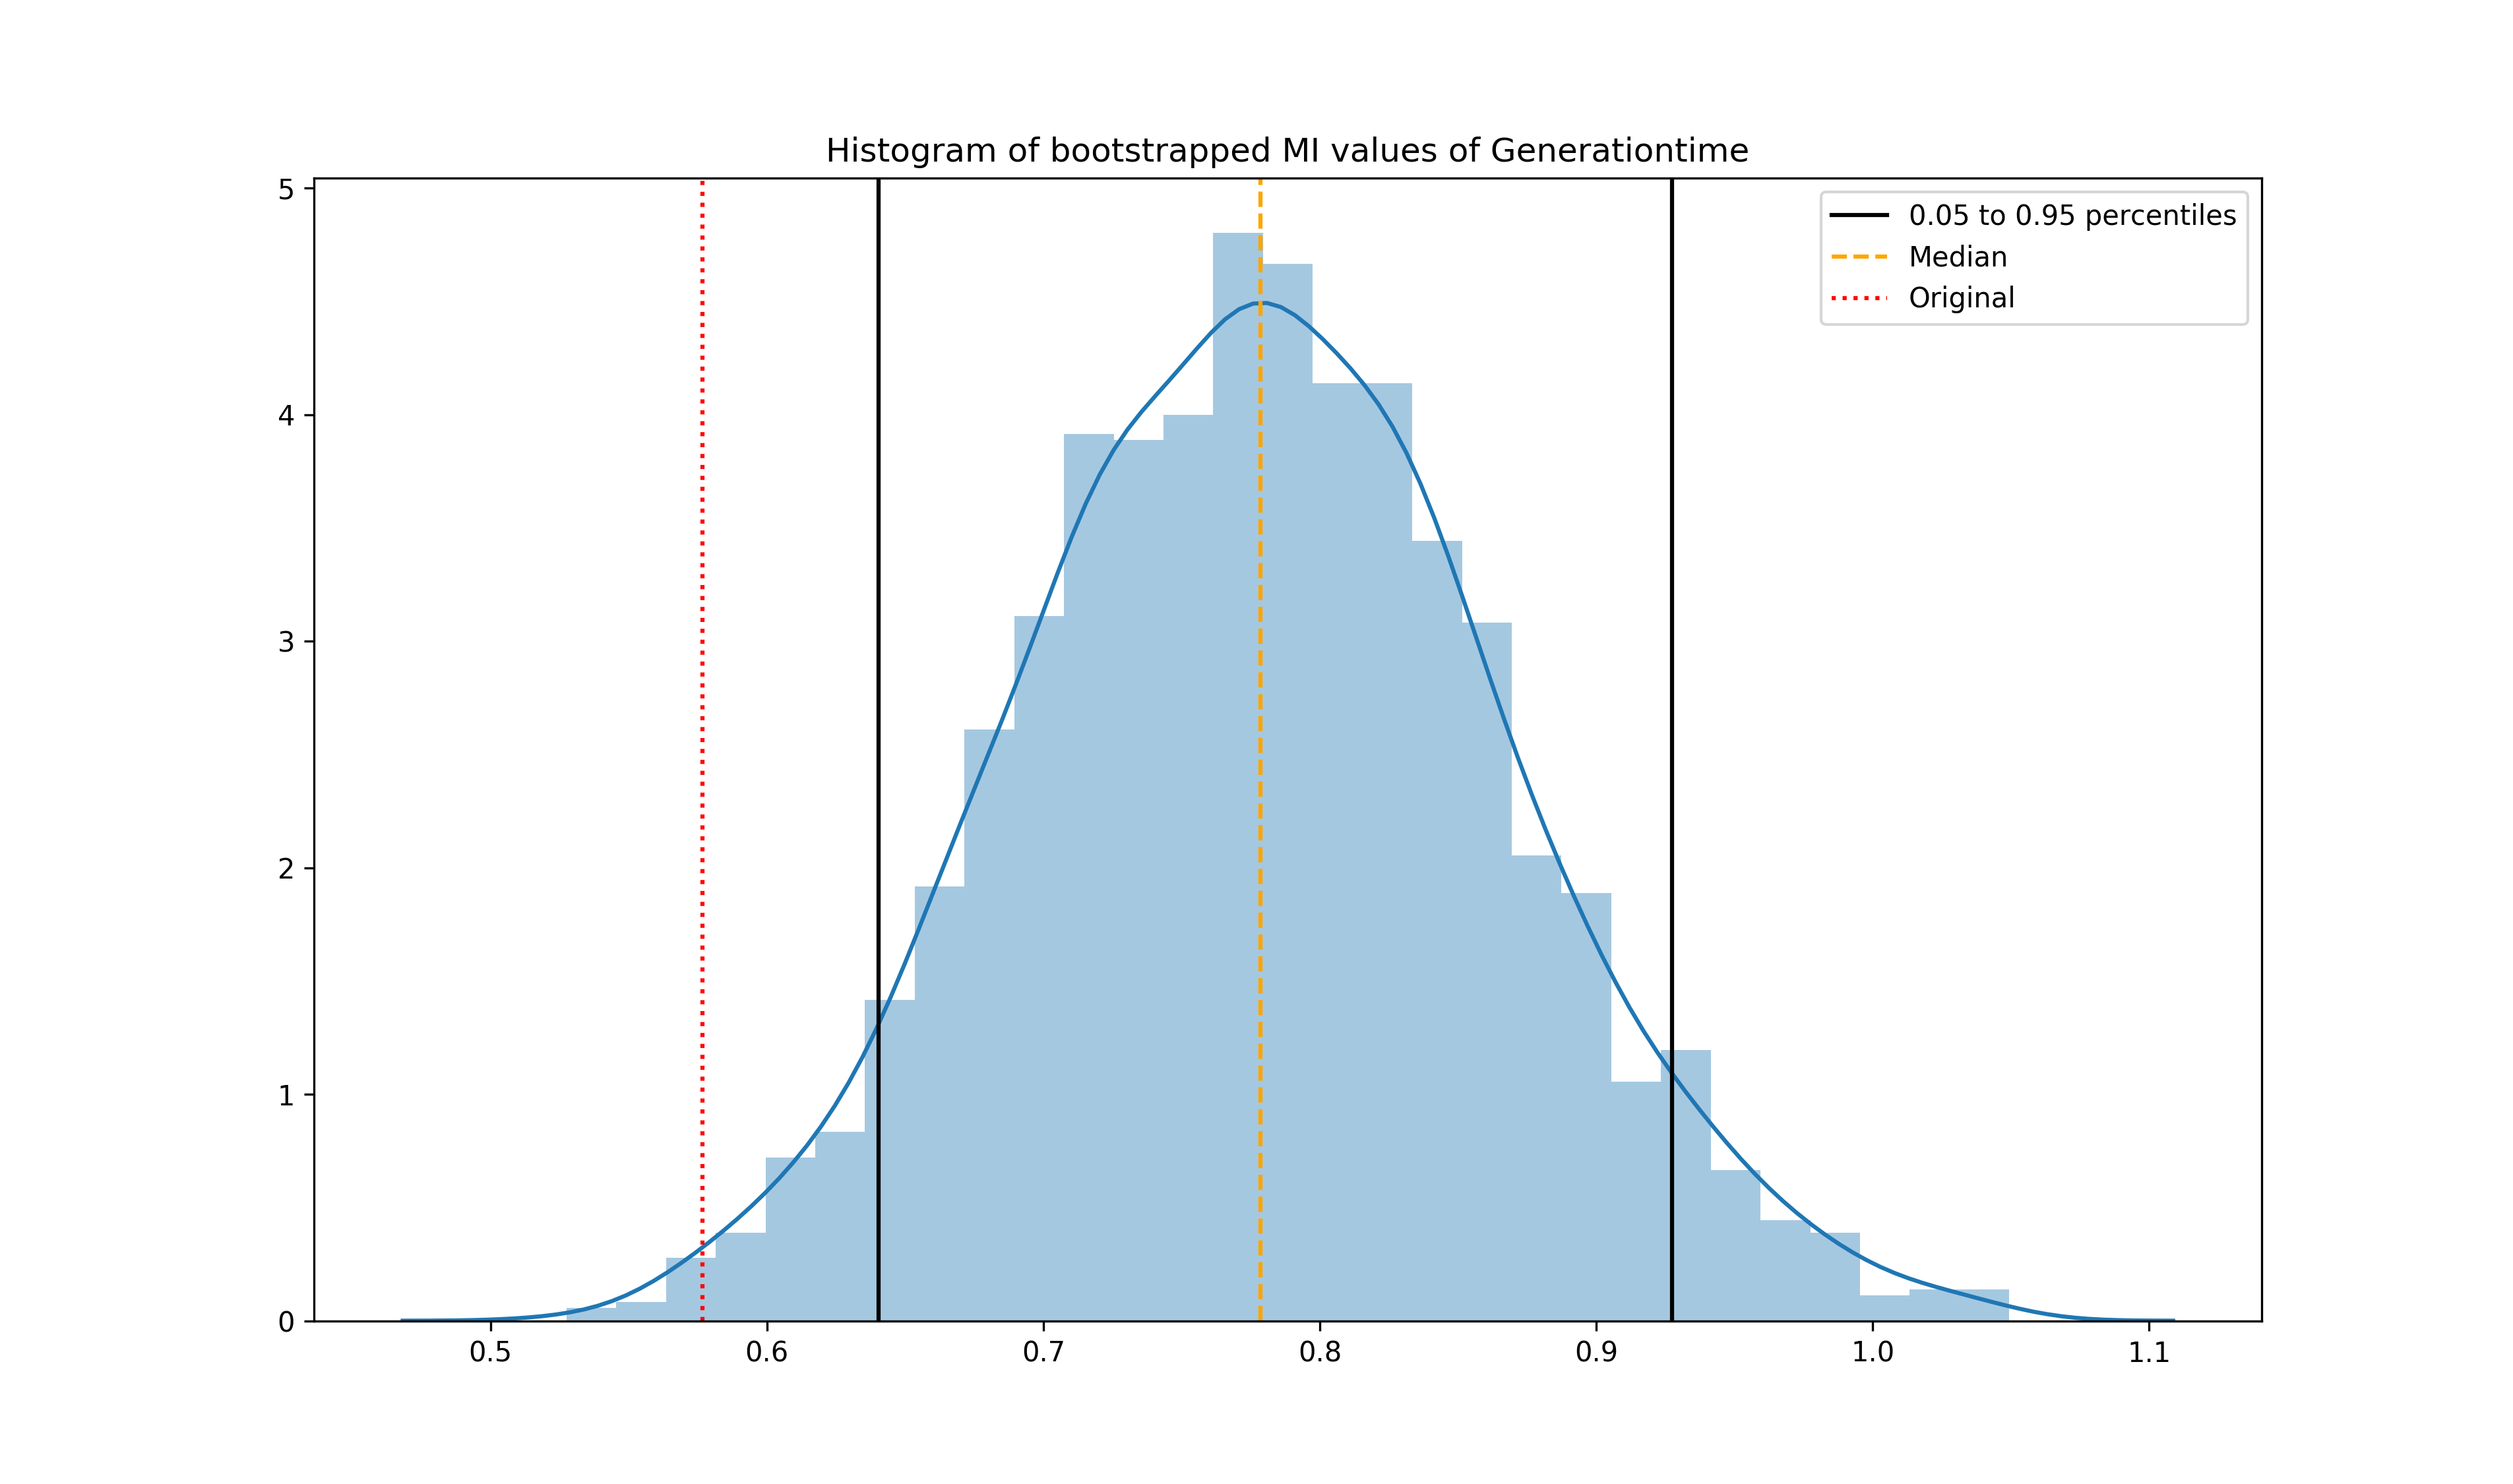 Histogram of bootstrapped MI values of Generationtime
0.05 to 0.95 percentiles
Median
Original
5
4
3
2
1
0
0.5 0.6 0.7 0.8 0.9 1.0 1.1